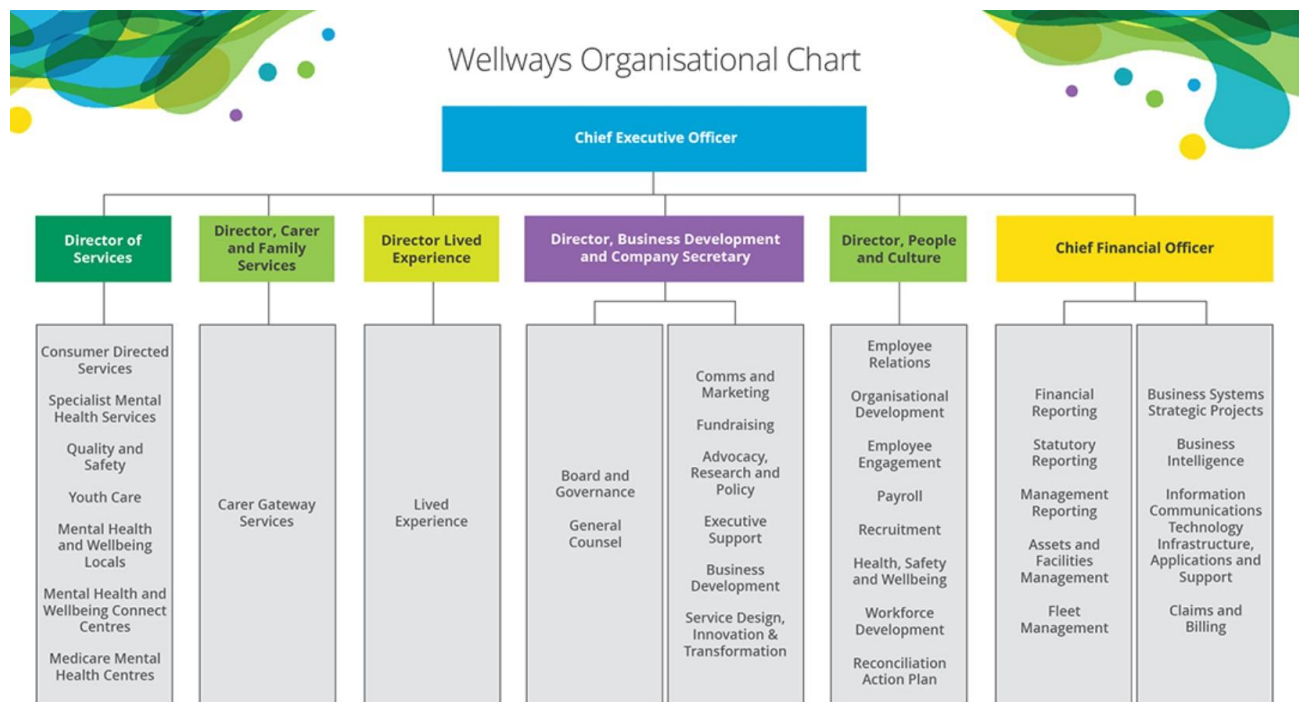 Wellways Organisational Chart
Chief Executive Officer
Director of
Services
Director, Carer
and Family
Services
Director Lived
Experience
Director, Business Development
and Company Secretary
Director, People
and Culture
Chief Financial Officer
Consumer Directed
Services
Specialist Mental
Health Services
Quality and
Safety
Youth Care
Mental Health
and Wellbeing
Locals
Mental Health and
Wellbeing Connect
Centres
Medicare Mental
Health Centres
Carer Gateway
Services
Lived
Experience
Board and
Governance
General
Counsel
Comms and
Marketing
Fundraising
Advocacy,
Research and
Policy
Executive
Support
Business
Development
Service Design,
Innovation &
Transformation
Employee
Relations
Organisational
Development
Employee
Engagement
Payroll
Recruitment
Health, Safety
and Wellbeing
Workforce
Development
Reconciliation
Action Plan
Financial
Reporting
Statutory
Reporting
Management
Reporting
Assets and
Facilities
Management
Fleet
Management
Business Systems
Strategic Projects
Business
Intelligence
Information
Communications
Technology
Infrastructure,
Applications and
Support
Claims and
Billing